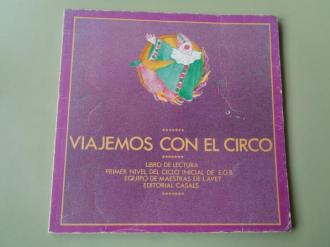 VIAJEMOS CON EL CIRCO
LIBRO DE LECTURA
PRIMER NIVEL DEL CICLO INICIAL DE E.G.B.
EQUIPO DE MAESTRAS DE L'AVET
EDITORIAL CASALS